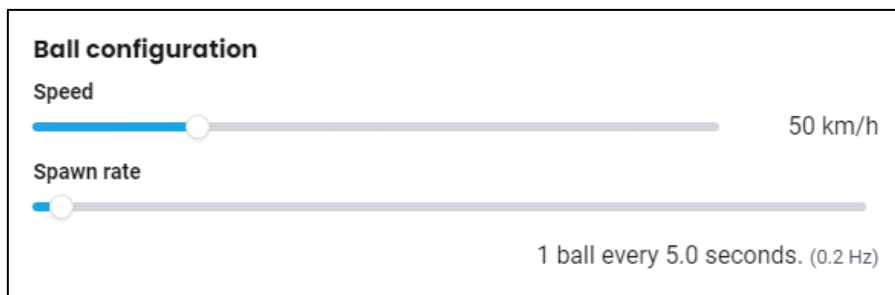 Ball configuration
Speed
50 km/h
Spawn rate
1 ball every 5.0 seconds. (0.2 Hz)